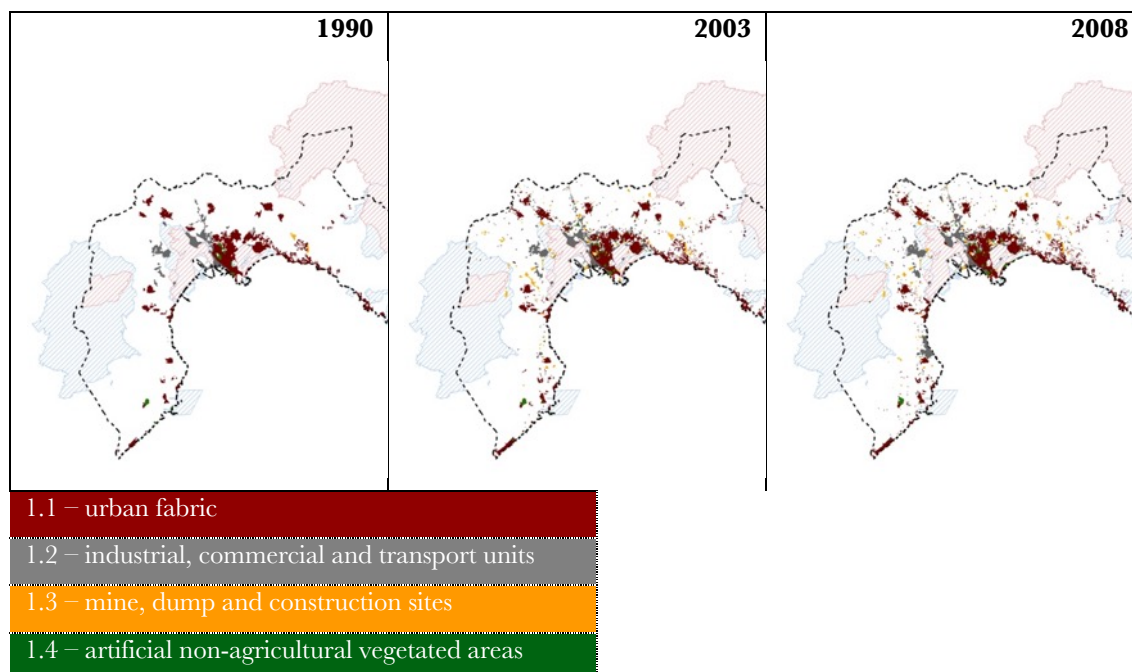 1990
2003
2008
1.1 – urban fabric
1.2 – industrial, commercial and transport units
1.3 – mine, dump and construction sites
1.4 – artificial non-agricultural vegetated areas